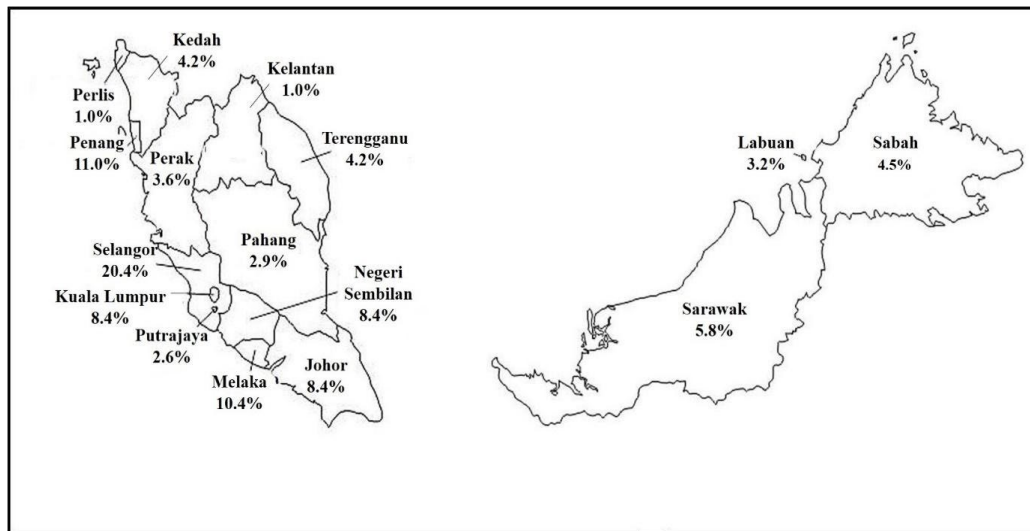 Kedah
4.2%
Kelantan
1.0%
Perlis
1.0%
Penang
11.0%
Perak
3.6%
Terengganu
4.2%
Pahang
2.9%
Selangor
20.4%
Kuala Lumpur
8.4%
Putrajaya
2.6%
Negeri
Sembilan
8.4%
Melaka
10.4%
Johor
8.4%
Labuan
3.2%
Sabah
4.5%
Sarawak
5.8%